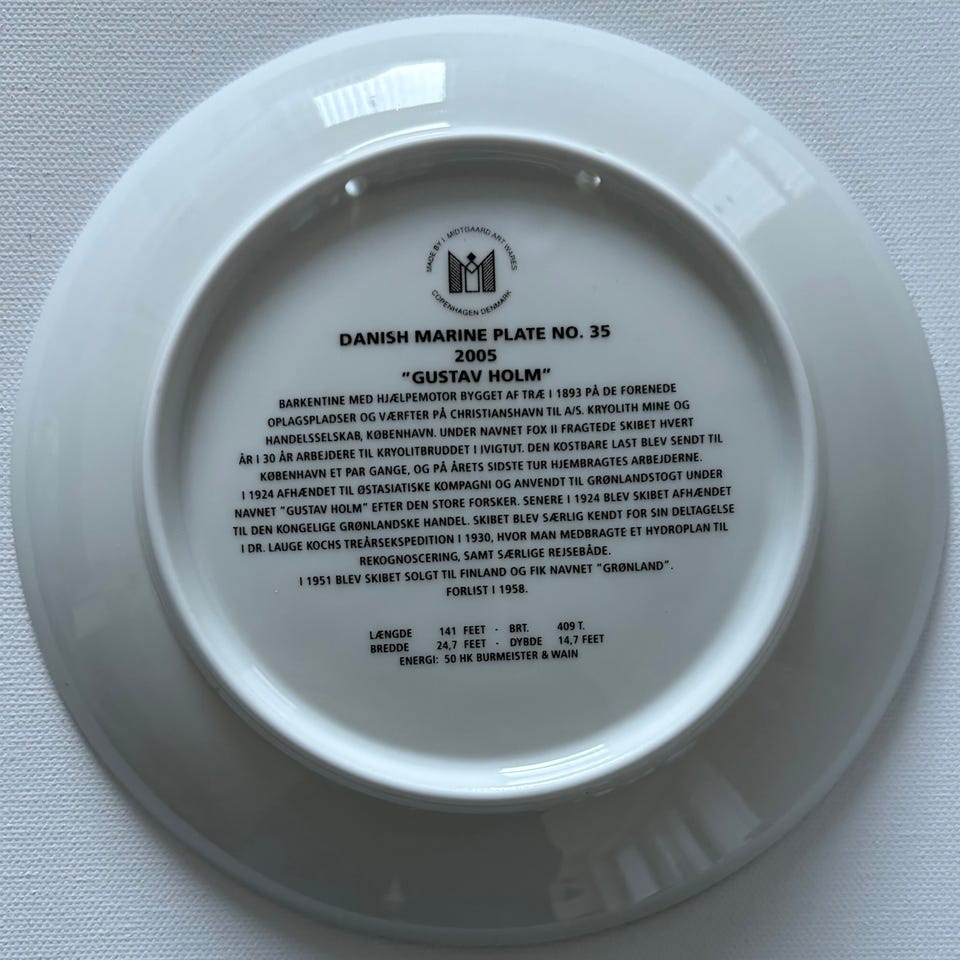 MADE BY I. MIDTGAARD ART WARES
COPENHAGEN DENMARK
DANISH MARINE PLATE NO. 35
2005
"GUSTAV HOLM"
BARKENTINE MED HJÆLPEMOTOR BYGGET AF TRÆ I 1893 PÅ DE FORENEDE
OPLAGSPLADSER OG VÆRFTER PÅ CHRISTIANSHAVN TIL A/S. KRYOLITH MINE OG
HANDELSSELSKAB, KØBENHAVN. UNDER NAVNET FOX II FRAGTEDE SKIBET HVERT
ÅR I 30 ÅR ARBEJDERE TIL KRYOLITBRUDDET I IVIGTUT. DEN KOSTBARE LAST BLEV SENDT TIL
KØBENHAVN ET PAR GANGE, OG PÅ ÅRETS SIDSTE TUR HJEMBRAGTES ARBEJDERNE.
I 1924 AFHÆNDET TIL ØSTASIATISKE KOMPAGNI OG ANVENDT TIL GRØNLANDSTOGT UNDER
NAVNET "GUSTAV HOLM" EFTER DEN STORE FORSKER. SENERE I 1924 BLEV SKIBET AFHÆNDET
TIL DEN KONGELIGE GRØNLANDSKE HANDEL. SKIBET BLEV SÆRLIG KENDT FOR SIN DELTAGELSE
I DR. LAUGE KOCHS TREÅRSEKSPEDITION I 1930, HVOR MAN MEDBRAGTE ET HYDROPLAN TIL
REKOGNOSCERING, SAMT SÆRLIGE REJSEBÅDE.
I 1951 BLEV SKIBET SOLGT TIL FINLAND OG FIK NAVNET "GRØNLAND".
FORLIST I 1958.
LÆNGDE 141 FEET - BRT. 409 T.
BREDDE 24,7 FEET - DYBDE 14,7 FEET
ENERGI: 50 HK BURMEISTER & WAIN